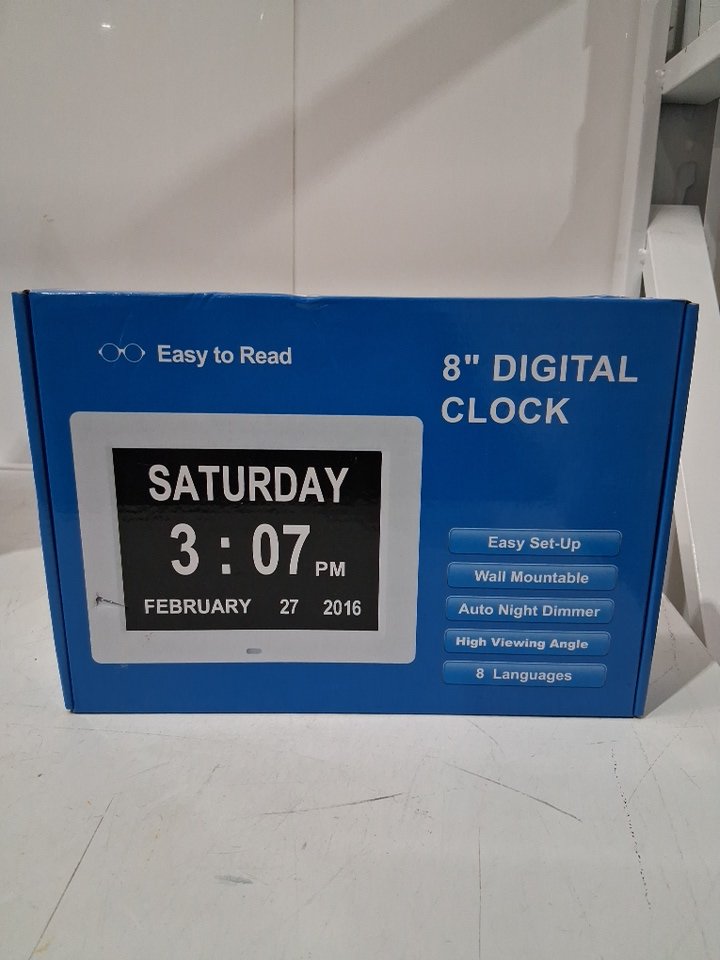 Easy to Read
8" DIGITAL
CLOCK
SATURDAY
3 : 07 PM
FEBRUARY 27 2016
Easy Set-Up
Wall Mountable
Auto Night Dimmer
High Viewing Angle
8 Languages